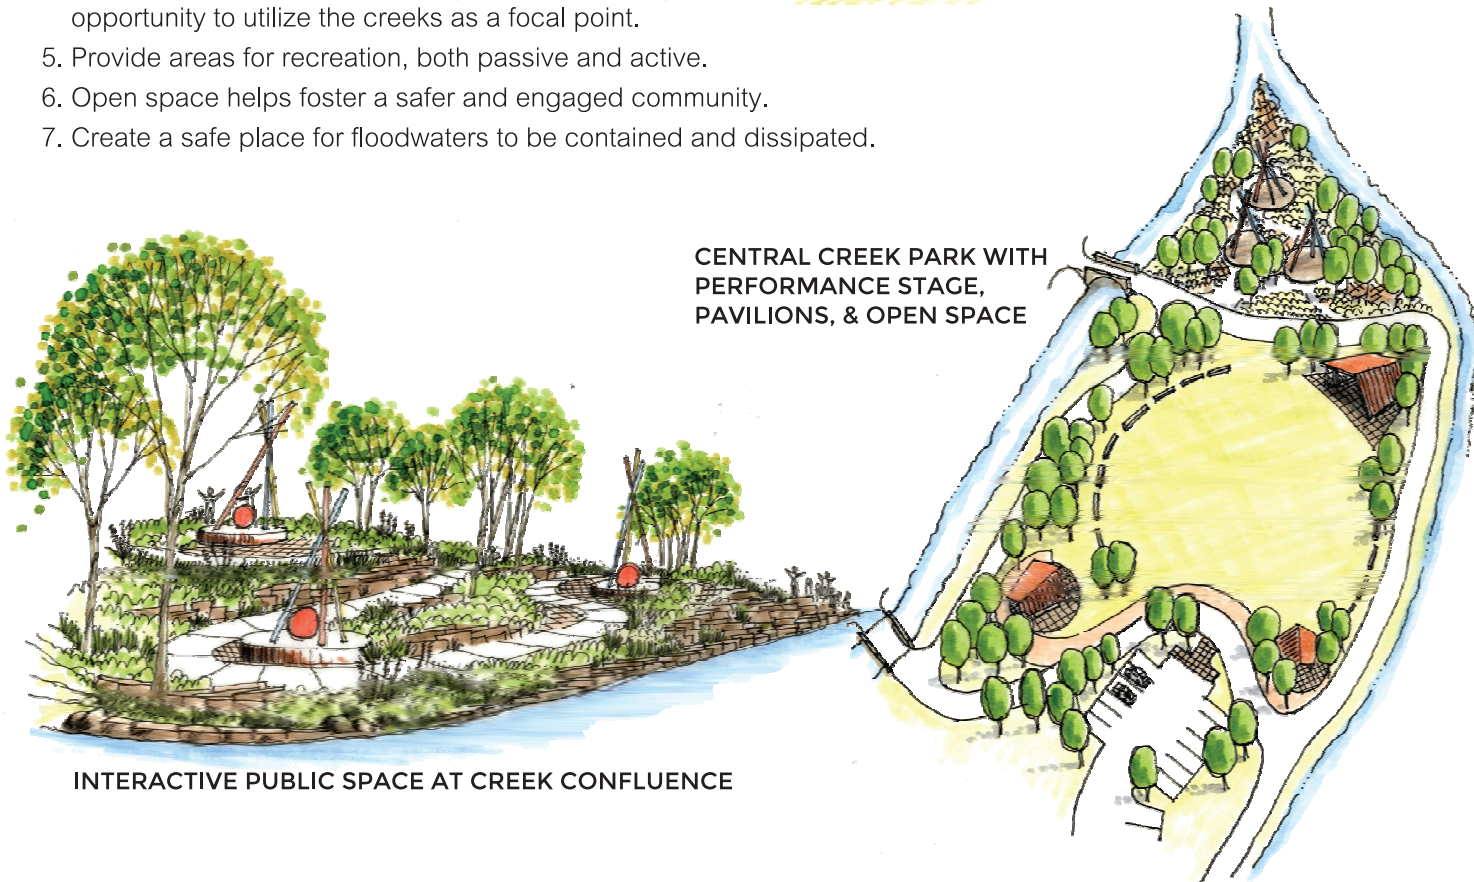 opportunity to utilize the creeks as a focal point.
5. Provide areas for recreation, both passive and active.
6. Open space helps foster a safer and engaged community.
7. Create a safe place for floodwaters to be contained and dissipated.
CENTRAL CREEK PARK WITH
PERFORMANCE STAGE,
PAVILIONS, & OPEN SPACE
INTERACTIVE PUBLIC SPACE AT CREEK CONFLUENCE